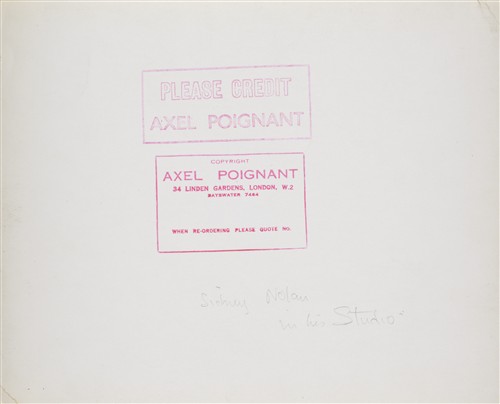 PLEASE CREDIT
AXEL POIGNANT
COPYRIGHT
AXEL POIGNANT
34 LINDEN GARDENS, LONDON, W.2
BAYSWATER 7484
WHEN RE-ORDERING PLEASE QUOTE NO.
Sidney Nolan
in his Studio